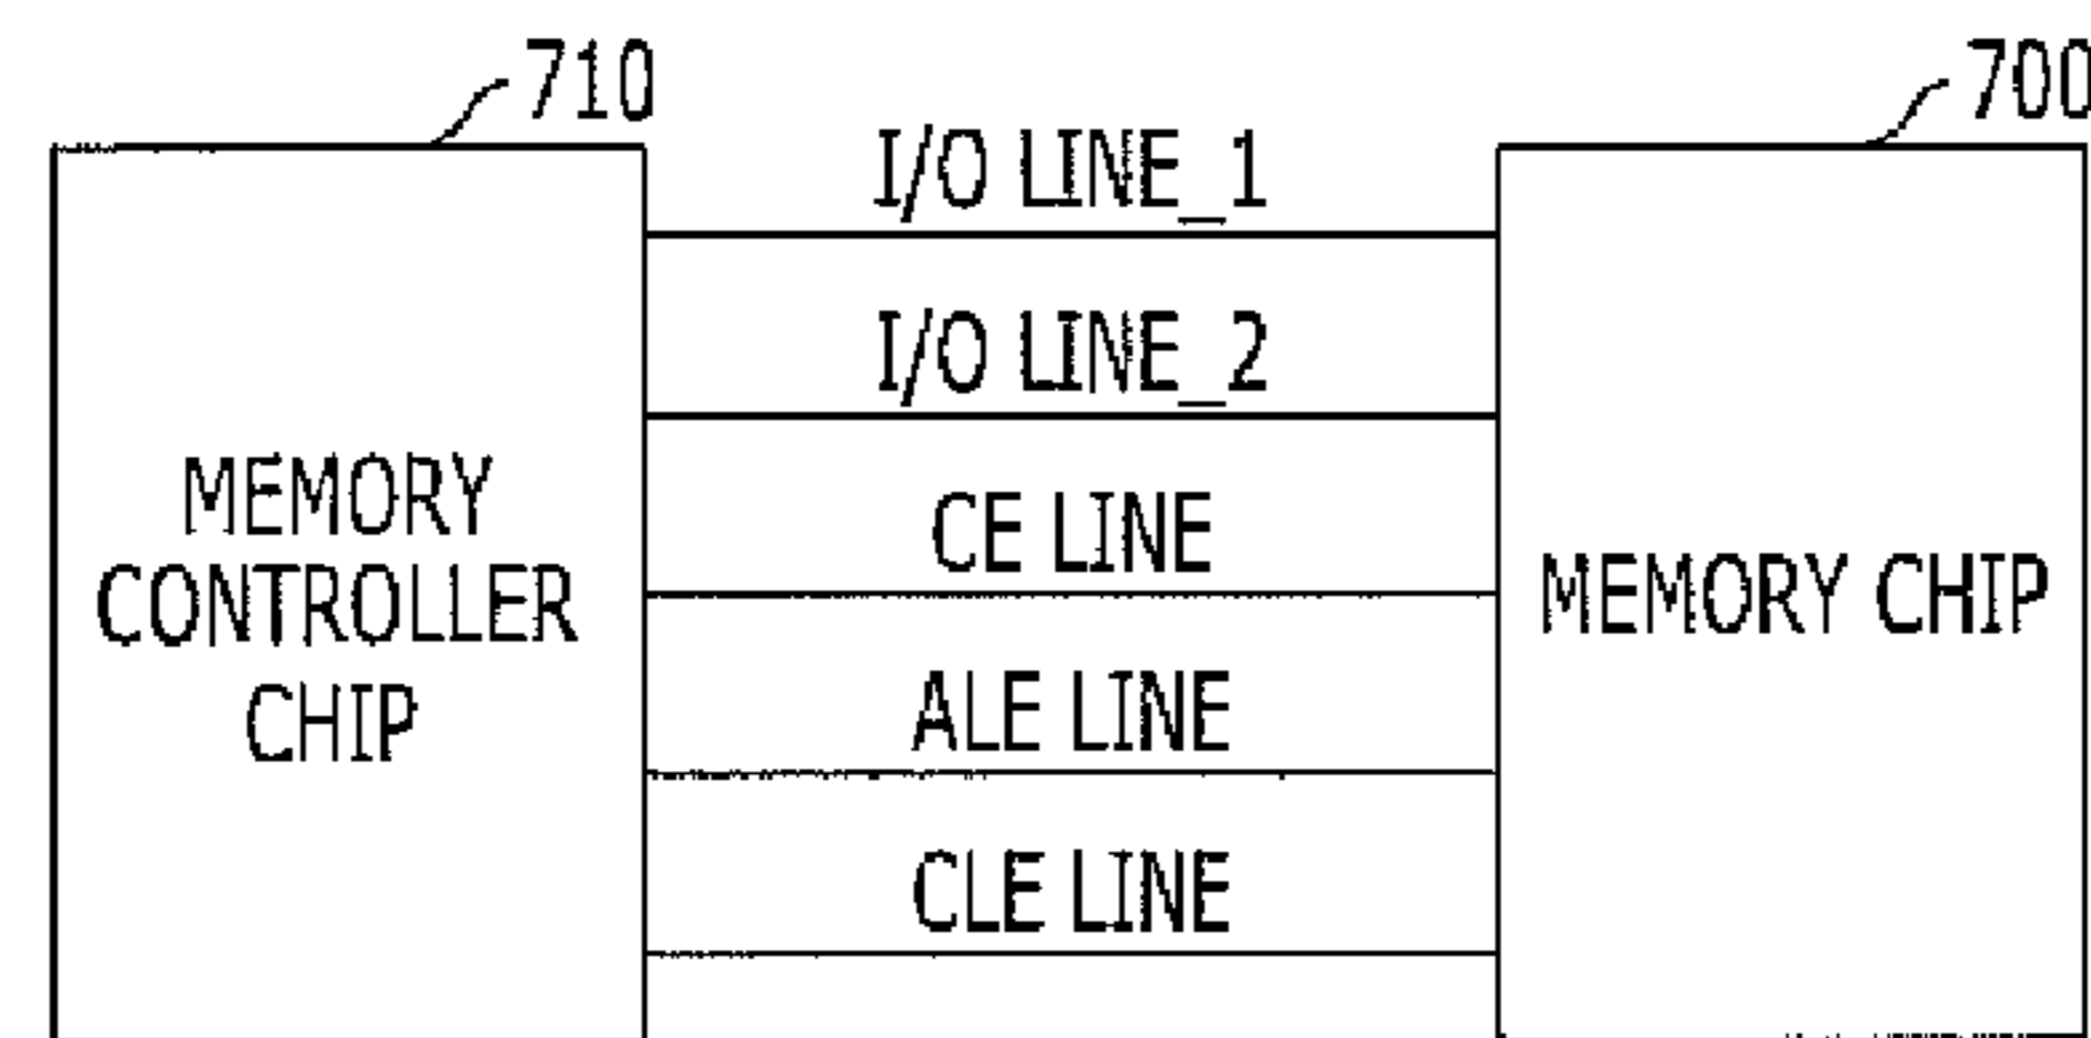 710
700
I/O LINE_1
I/O LINE_2
CE LINE
ALE LINE
CLE LINE
MEMORY
CONTROLLER
CHIP
MEMORY CHIP